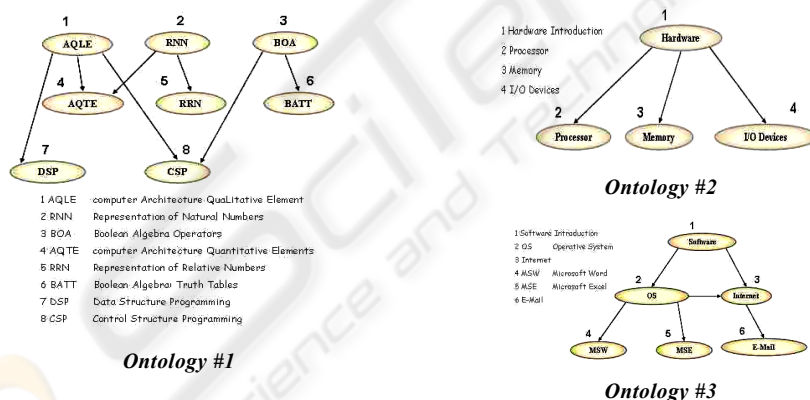 1
2
3
AQLE
RNN
BOA
4
5
6
AQTE
RRN
BATT
7
8
DSP
CSP
1 AQLE computer Architecture QuaLitative Element
2 RNN Representation of Natural Numbers
3 BOA Boolean Algebra Operators
4 AQTE computer Architecture Quantitative Elements
5 RRN Representation of Relative Numbers
6 BATT Boolean Algebra: Truth Tables
7 DSP Data Structure Programming
8 CSP Control Structure Programming
Ontology #1
1 Hardware Introduction
2 Processor
3 Memory
4 I/O Devices
1
Hardware
2
3
4
Processor
Memory
I/O Devices
Ontology #2
1 Software Introduction
2 OS Operative System
3 Internet
4 MSW Microsoft Word
5 MSE Microsoft Excel
6 E-Mail
1
Software
2
3
OS
Internet
4
5
6
MSW
MSE
E-Mail
Ontology #3